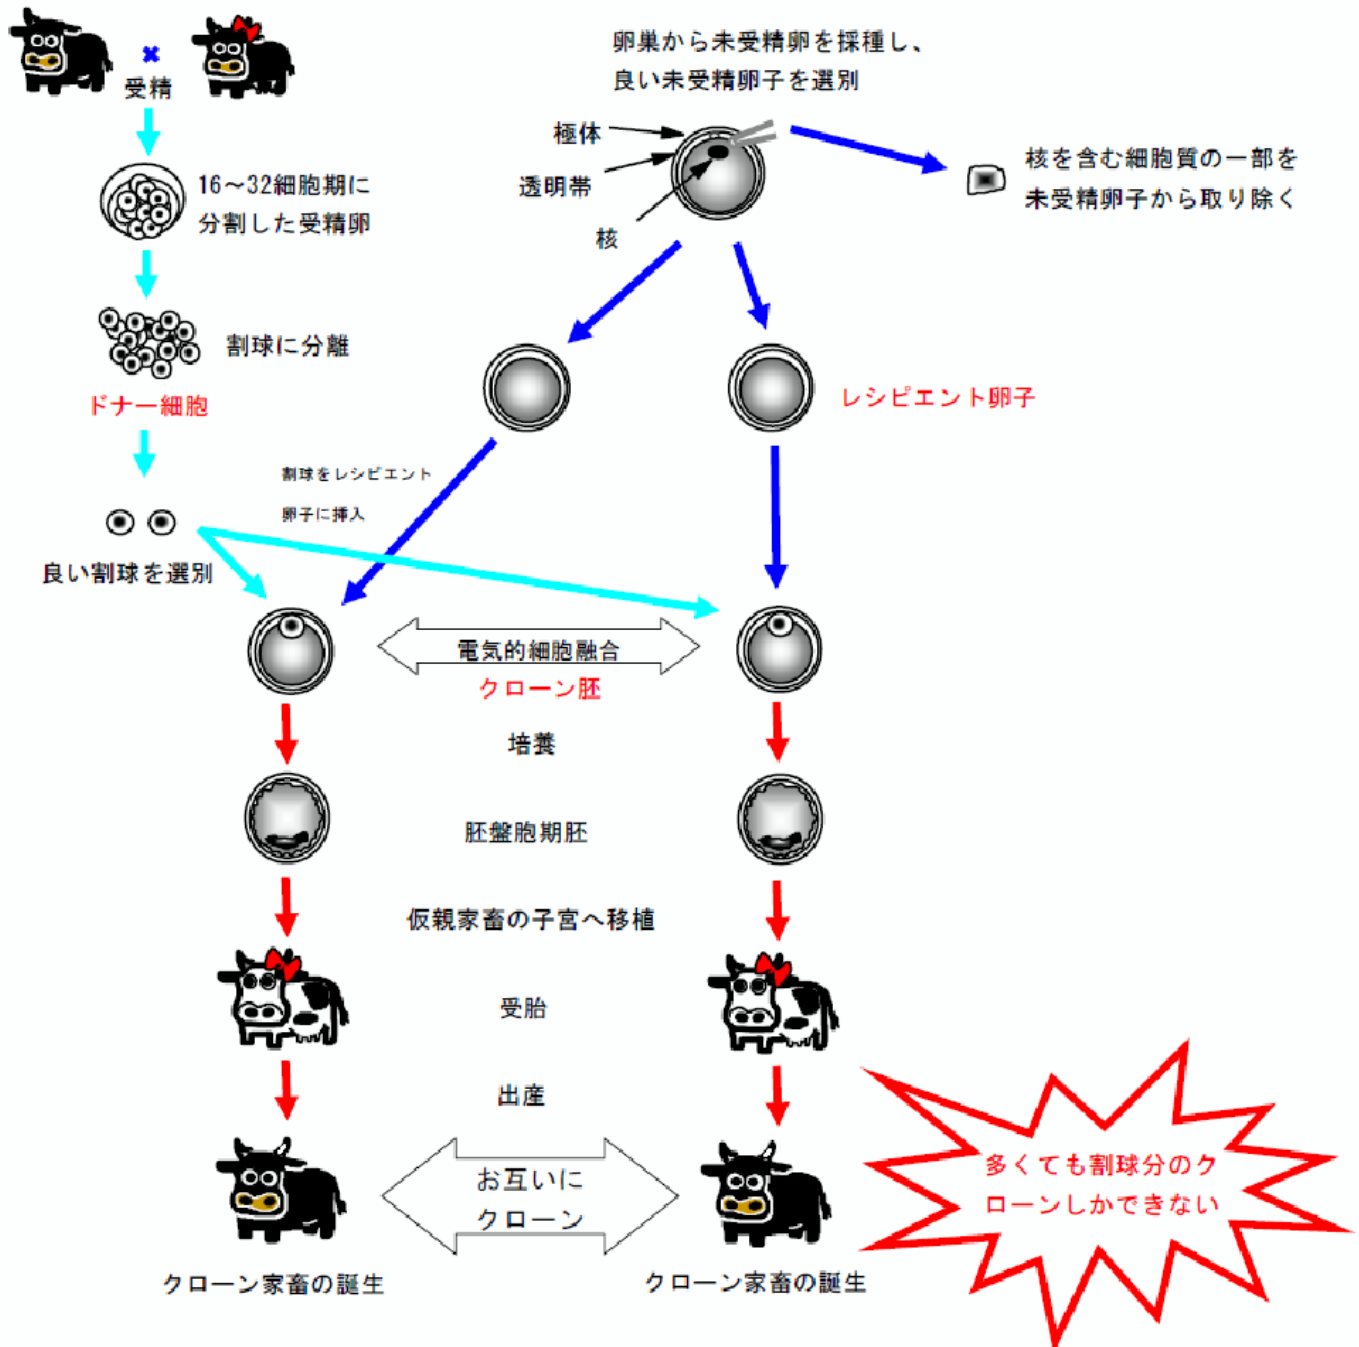 受精
卵巣から未受精卵を採種し、
良い未受精卵子を選別
極体
透明帯
核
核を含む細胞質の一部を
未受精卵子から取り除く
16～32細胞期に
分割した受精卵
割球に分離
ドナー細胞
レシピエント卵子
割球をレシピエント
卵子に挿入
良い割球を選別
電気的細胞融合
クローン胚
培養
胚盤胞期胚
仮親家畜の子宮へ移植
受胎
出産
お互いに
クローン
多くても割球分のク
ローンしかできない
クローン家畜の誕生
クローン家畜の誕生